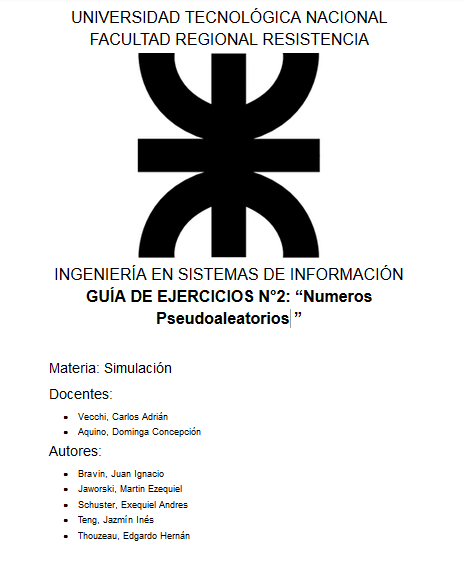 UNIVERSIDAD TECNOLÓGICA NACIONAL
FACULTAD REGIONAL RESISTENCIA
INGENIERÍA EN SISTEMAS DE INFORMACIÓN
GUÍA DE EJERCICIOS N°2: “Numeros
Pseudoaleatorios”
Materia: Simulación
Docentes:
Vecchi, Carlos Adrián
Aquino, Dominga Concepción
Autores:
Bravin, Juan Ignacio
Jaworski, Martin Ezequiel
Schuster, Exequiel Andres
Teng, Jazmín Inés
Thouzeau, Edgardo Hernán